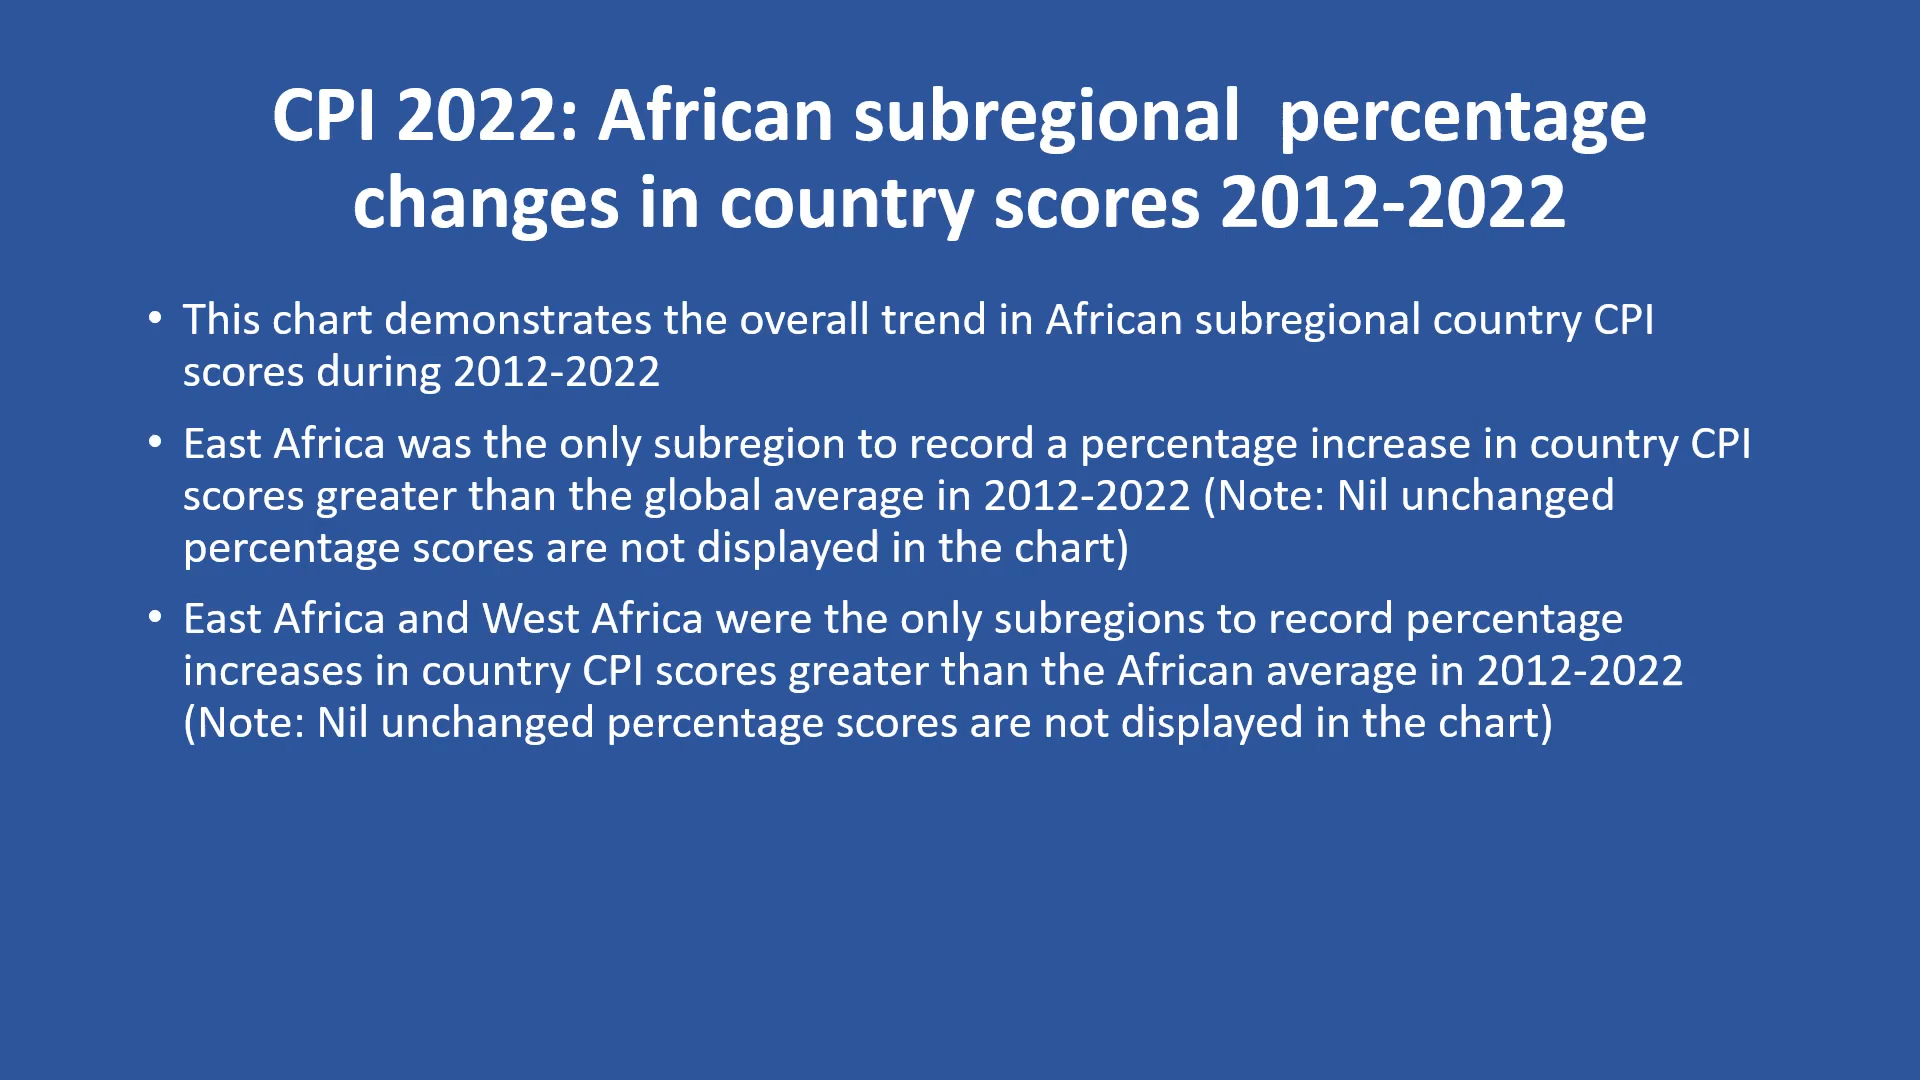 CPI 2022: African subregional  percentage
changes in country scores 2012-2022
• This chart demonstrates the overall trend in African subregional country CPI
scores during 2012-2022
• East Africa was the only subregion to record a percentage increase in country CPI
scores greater than the global average in 2012-2022 (Note: Nil unchanged
percentage scores are not displayed in the chart)
• East Africa and West Africa were the only subregions to record percentage
increases in country CPI scores greater than the African average in 2012-2022
(Note: Nil unchanged percentage scores are not displayed in the chart)